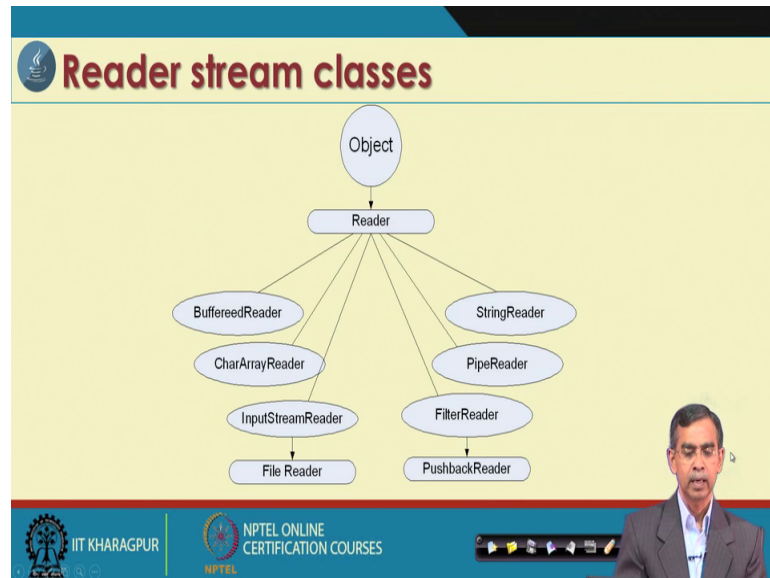 Reader stream classes
Object
Reader
BuffereedReader
StringReader
CharArrayReader
PipeReader
InputStreamReader
FilterReader
File Reader
PushbackReader
IIT KHARAGPUR
NPTEL ONLINE
CERTIFICATION COURSES
NPTEL